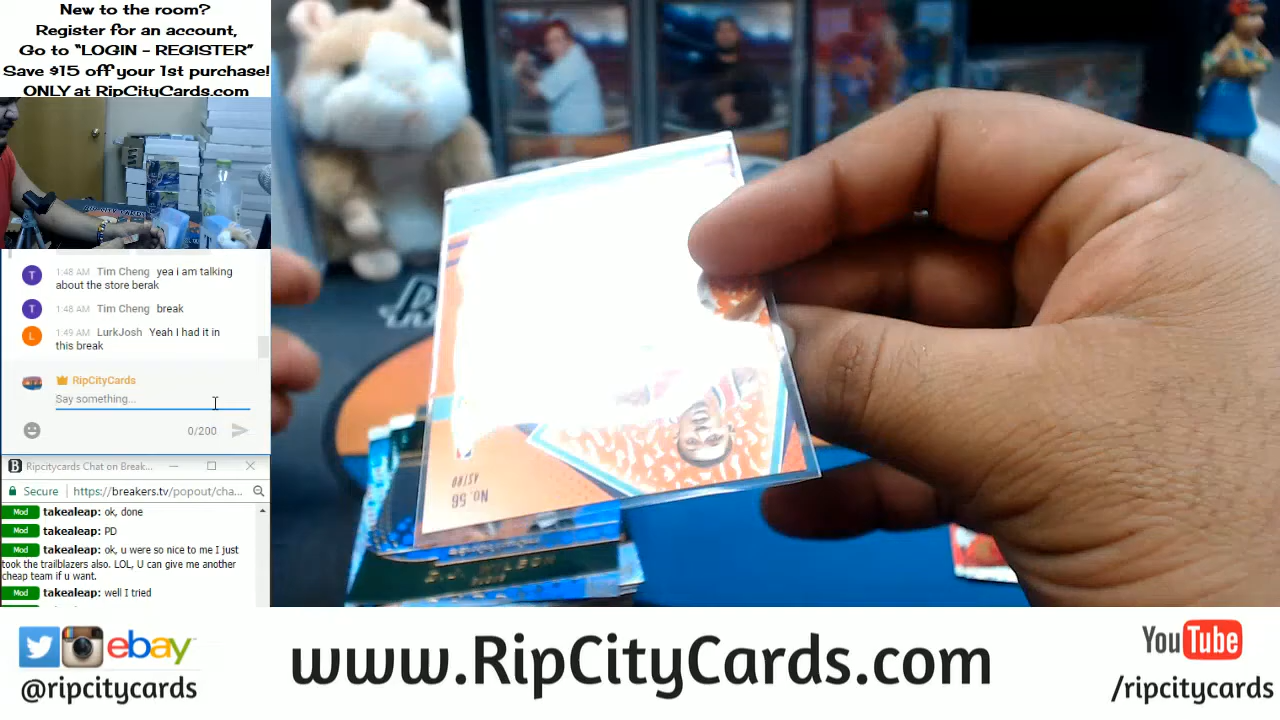 New to the room?
Register for an account,
Go to “LOGIN - REGISTER”
Save $15 off your 1st purchase!
ONLY at RipCityCards.com
T 1:48 AM Tim Cheng yea i am talking
about the store berak
T 1:48 AM Tim Cheng break
L 1:49 AM LurkJosh Yeah I had it in
this break
RipCityCards
Say something...
0/200
Ripcitycards Chat on Break...
Secure https://breakers.tv/popout/cha...
Mod takealeap: ok, done
Mod takealeap: PD
Mod takealeap: ok, u were so nice to me I just
took the trailblazers also. LOL, U can give me another
cheap team if u want.
Mod takealeap: well I tried
No. 56
45/80
WILSON
ebay
@ripcitycards
www.RipCityCards.com
YouTube
/ripcitycards